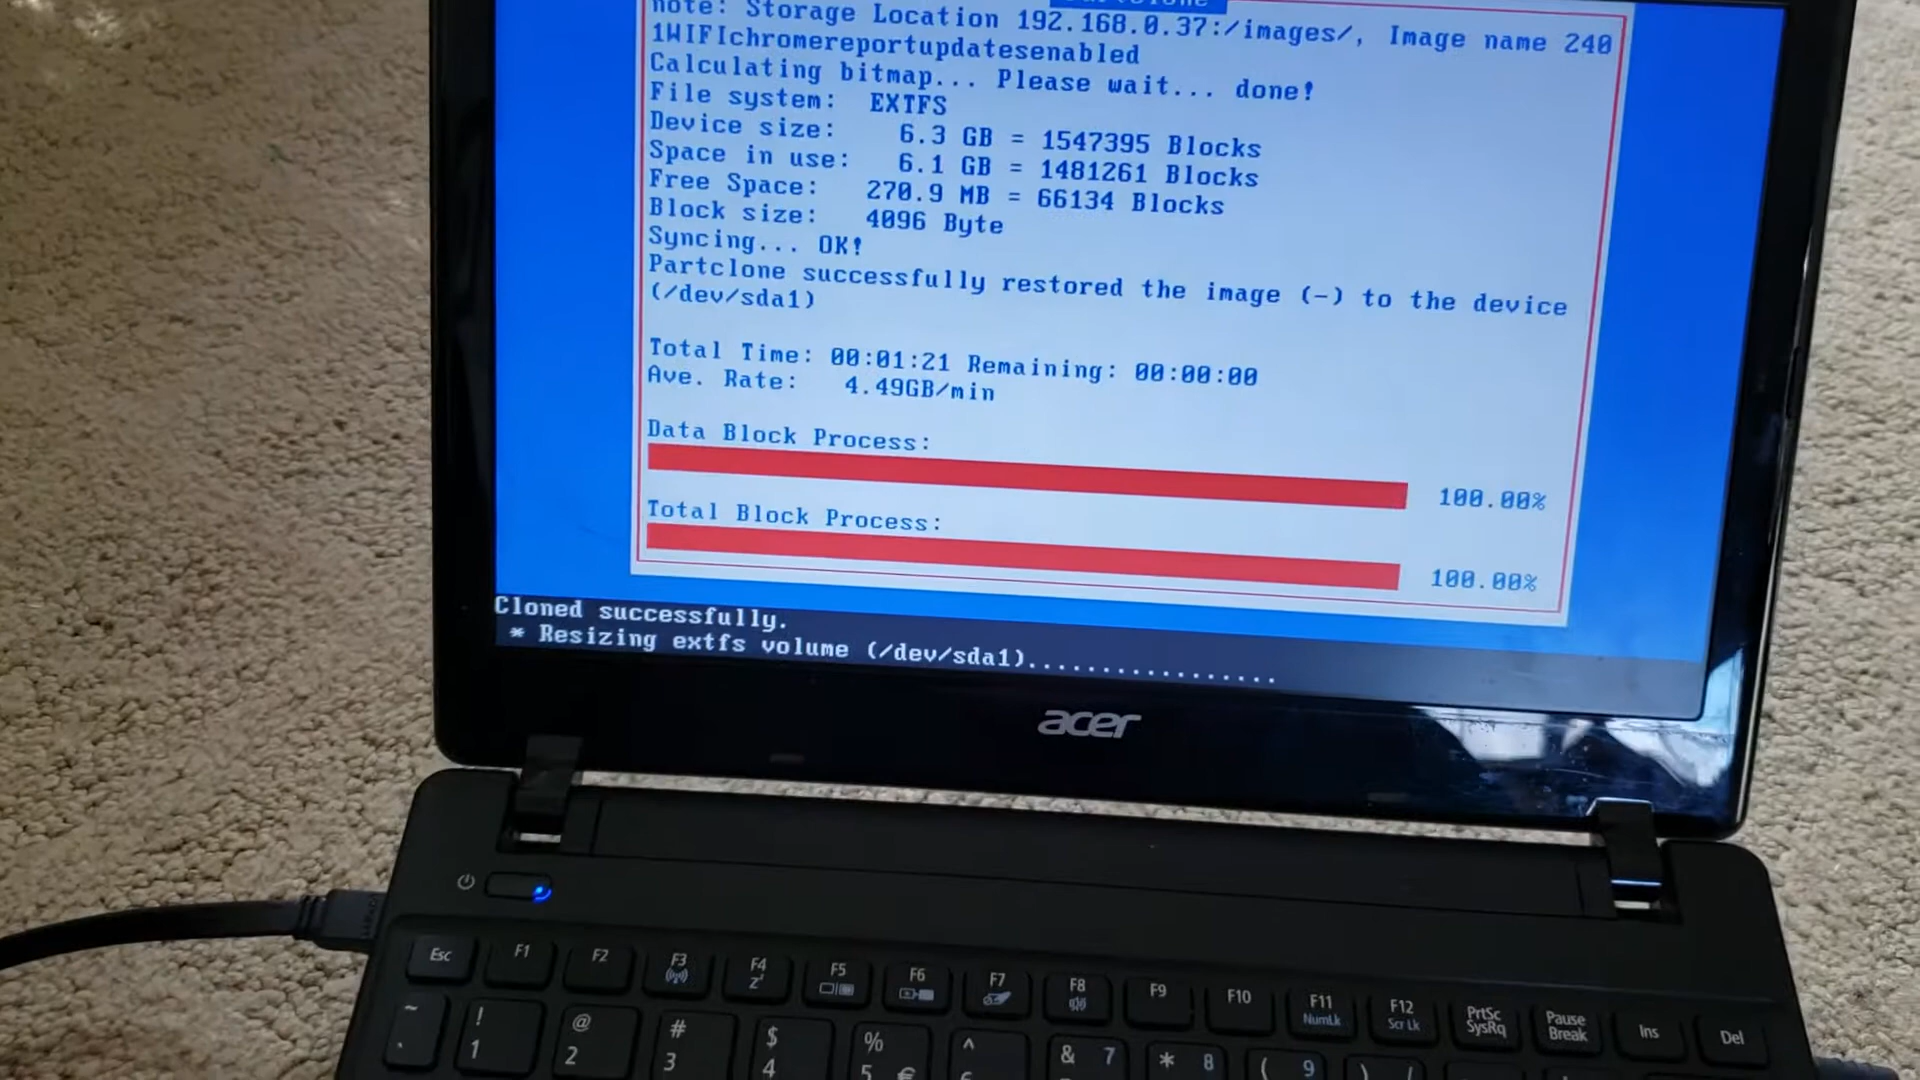 note: Storage Location 192.168.0.37:/images/, Image name 240
1WIFIchromereportupdatesenabled
Calculating bitmap... Please wait... done!
File system: EXTFS
Device size: 6.3 GB = 1547395 Blocks
Space in use: 6.1 GB = 1481261 Blocks
Free Space: 270.9 MB = 66134 Blocks
Block size: 4096 Byte
Syncing... OK!
Partclone successfully restored the image (-) to the device
(/dev/sda1)
Total Time: 00:01:21 Remaining: 00:00:00
Ave. Rate: 4.49GB/min
Data Block Process:
100.00%
Total Block Process:
100.00%
Cloned successfully.
* Resizing extfs volume (/dev/sda1).................
acer
Esc F1 F2 F3 F4 F5 F6 F7 F8 F9 F10 F11 F12 PrtSc Pause Ins Del
Z NumLk Scr Lk SysRq Break
~ ! @ # $ % ^ & 7 * 8 ( 9 )
1 2 3 4 5 €